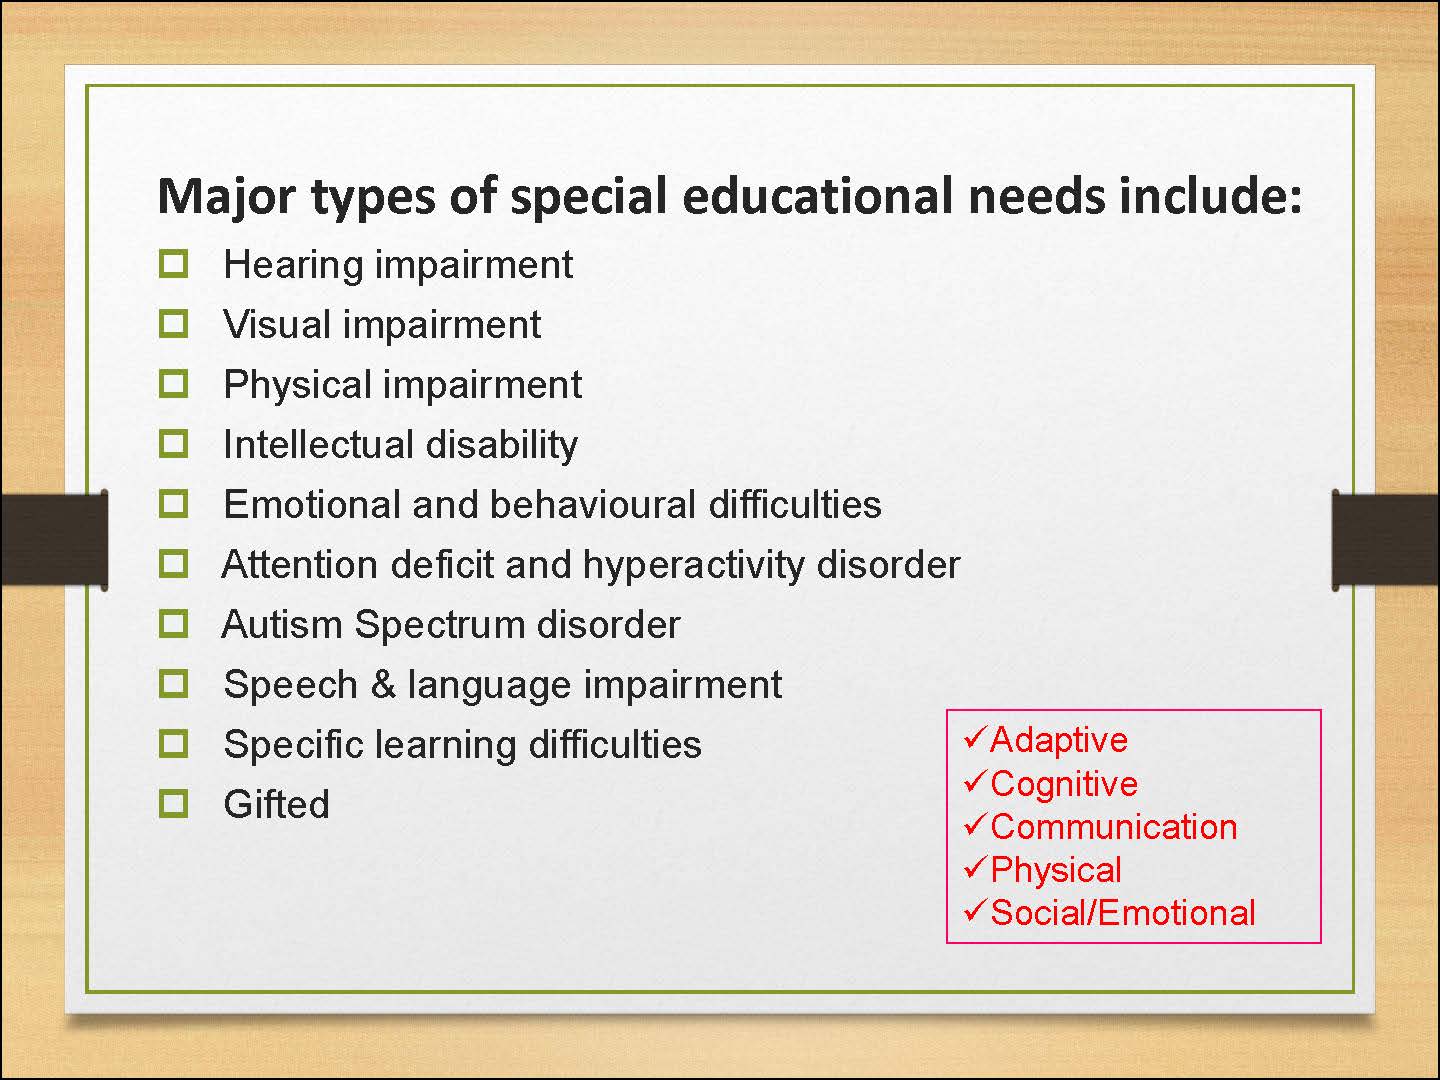 Major types of special educational needs include:
Hearing impairment
Visual impairment
Physical impairment
Intellectual disability
Emotional and behavioural difficulties
Attention deficit and hyperactivity disorder
Autism Spectrum disorder
Speech & language impairment
Specific learning difficulties
Gifted
✓Adaptive
✓Cognitive
✓Communication
✓Physical
✓Social/Emotional